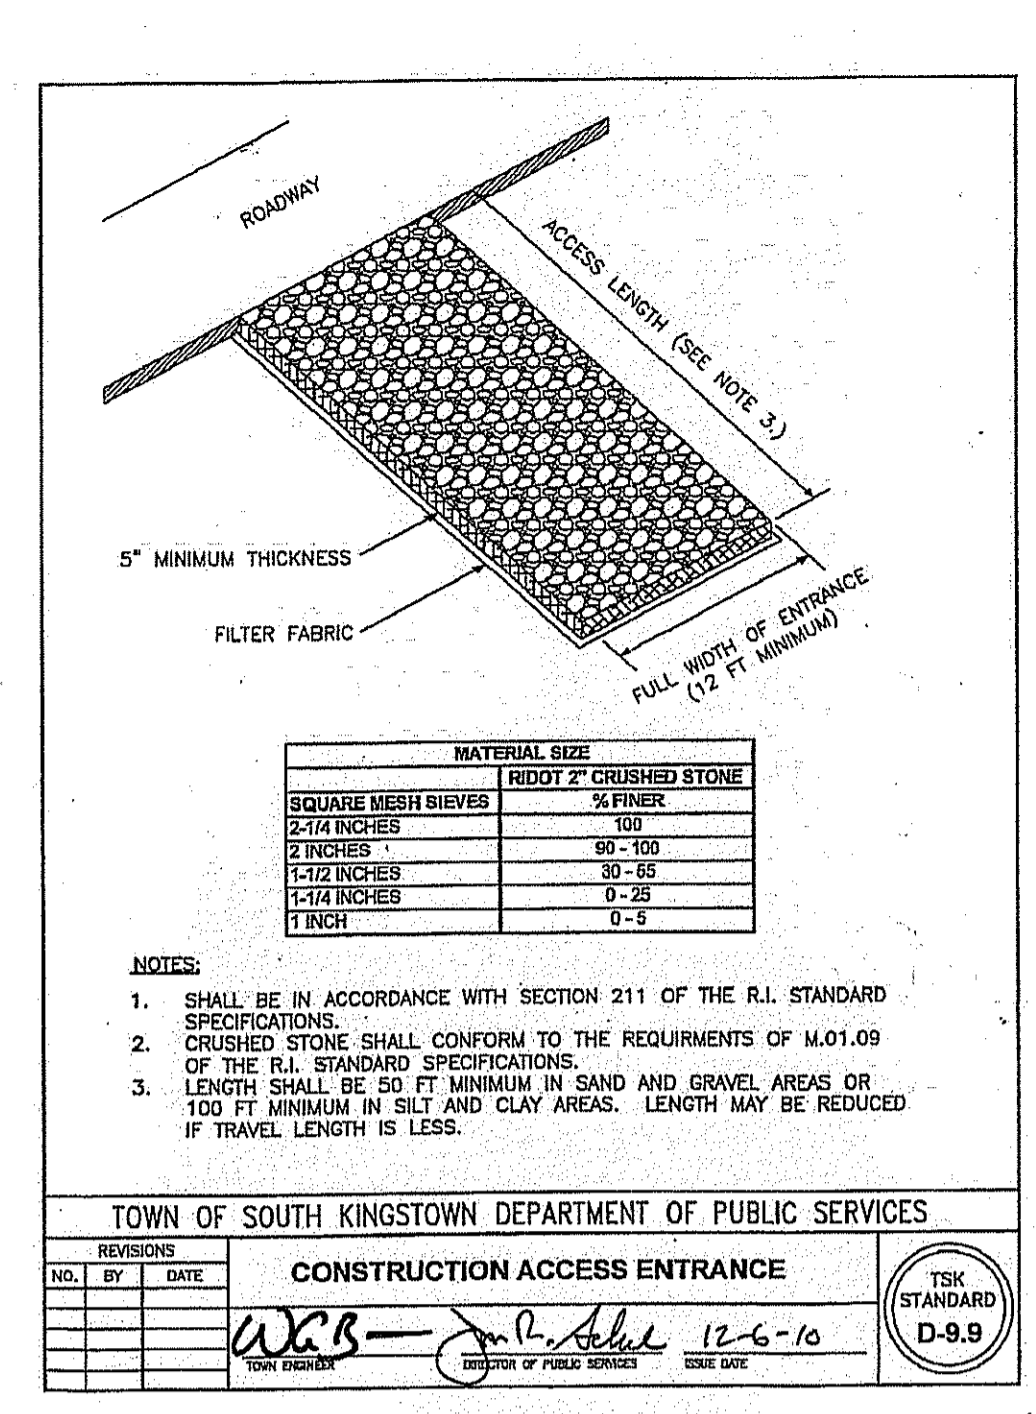 ROADWAY
ACCESS LENGTH (SEE NOTE 3.)
5" MINIMUM THICKNESS
FILTER FABRIC
FULL WIDTH OF ENTRANCE
(12 FT MINIMUM)
MATERIAL SIZE
RIDOT 2" CRUSHED STONE
SQUARE MESH SIEVES % FINER
2-1/4 INCHES 100
2 INCHES 90 - 100
1-1/2 INCHES 30 - 55
1-1/4 INCHES 0 - 25
1 INCH 0 - 5
NOTES:
1. SHALL BE IN ACCORDANCE WITH SECTION 211 OF THE R.I. STANDARD
SPECIFICATIONS.
2. CRUSHED STONE SHALL CONFORM TO THE REQUIRMENTS OF M.01.09
OF THE R.I. STANDARD SPECIFICATIONS.
3. LENGTH SHALL BE 50 FT MINIMUM IN SAND AND GRAVEL AREAS OR
100 FT MINIMUM IN SILT AND CLAY AREAS. LENGTH MAY BE REDUCED
IF TRAVEL LENGTH IS LESS.
TOWN OF SOUTH KINGSTOWN DEPARTMENT OF PUBLIC SERVICES
REVISIONS
NO. BY DATE
CONSTRUCTION ACCESS ENTRANCE
WGB 12-6-10
TOWN ENGINEER DIRECTOR OF PUBLIC SERVICES ISSUE DATE
TSK
STANDARD
D-9.9